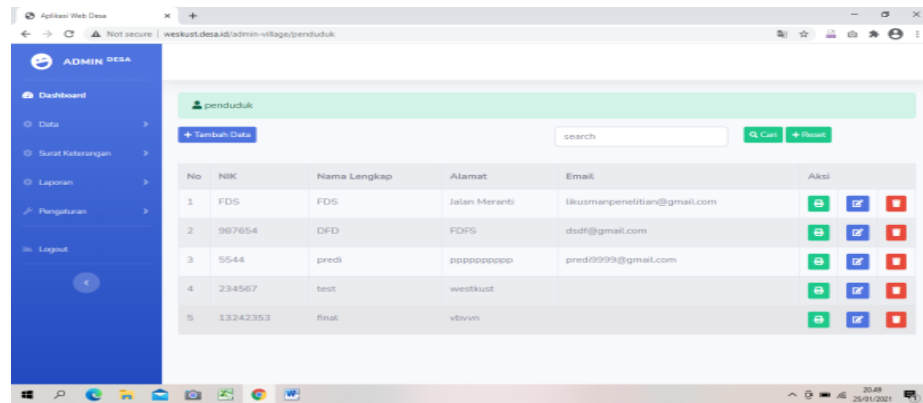 Aplikasi Web Desa
Not secure | weskust.desa.id/admin-village/penduduk
ADMIN DESA
Dashboard
Data
Surat Keterangan
Laporan
Pengaturan
Logout
penduduk
+ Tambah Data
search
Cari
+ Reset
No NIK Nama Lengkap Alamat Email Aksi
1 FDS FDS Jalan Meranti likusmanpenelitian@gmail.com
2 987654 DFD FDFS dsdf@gmail.com
3 5544 predi pppppppppp predi9999@gmail.com
4 234567 test westkust
5 13242353 final vbvvn
20.49
25/01/2021